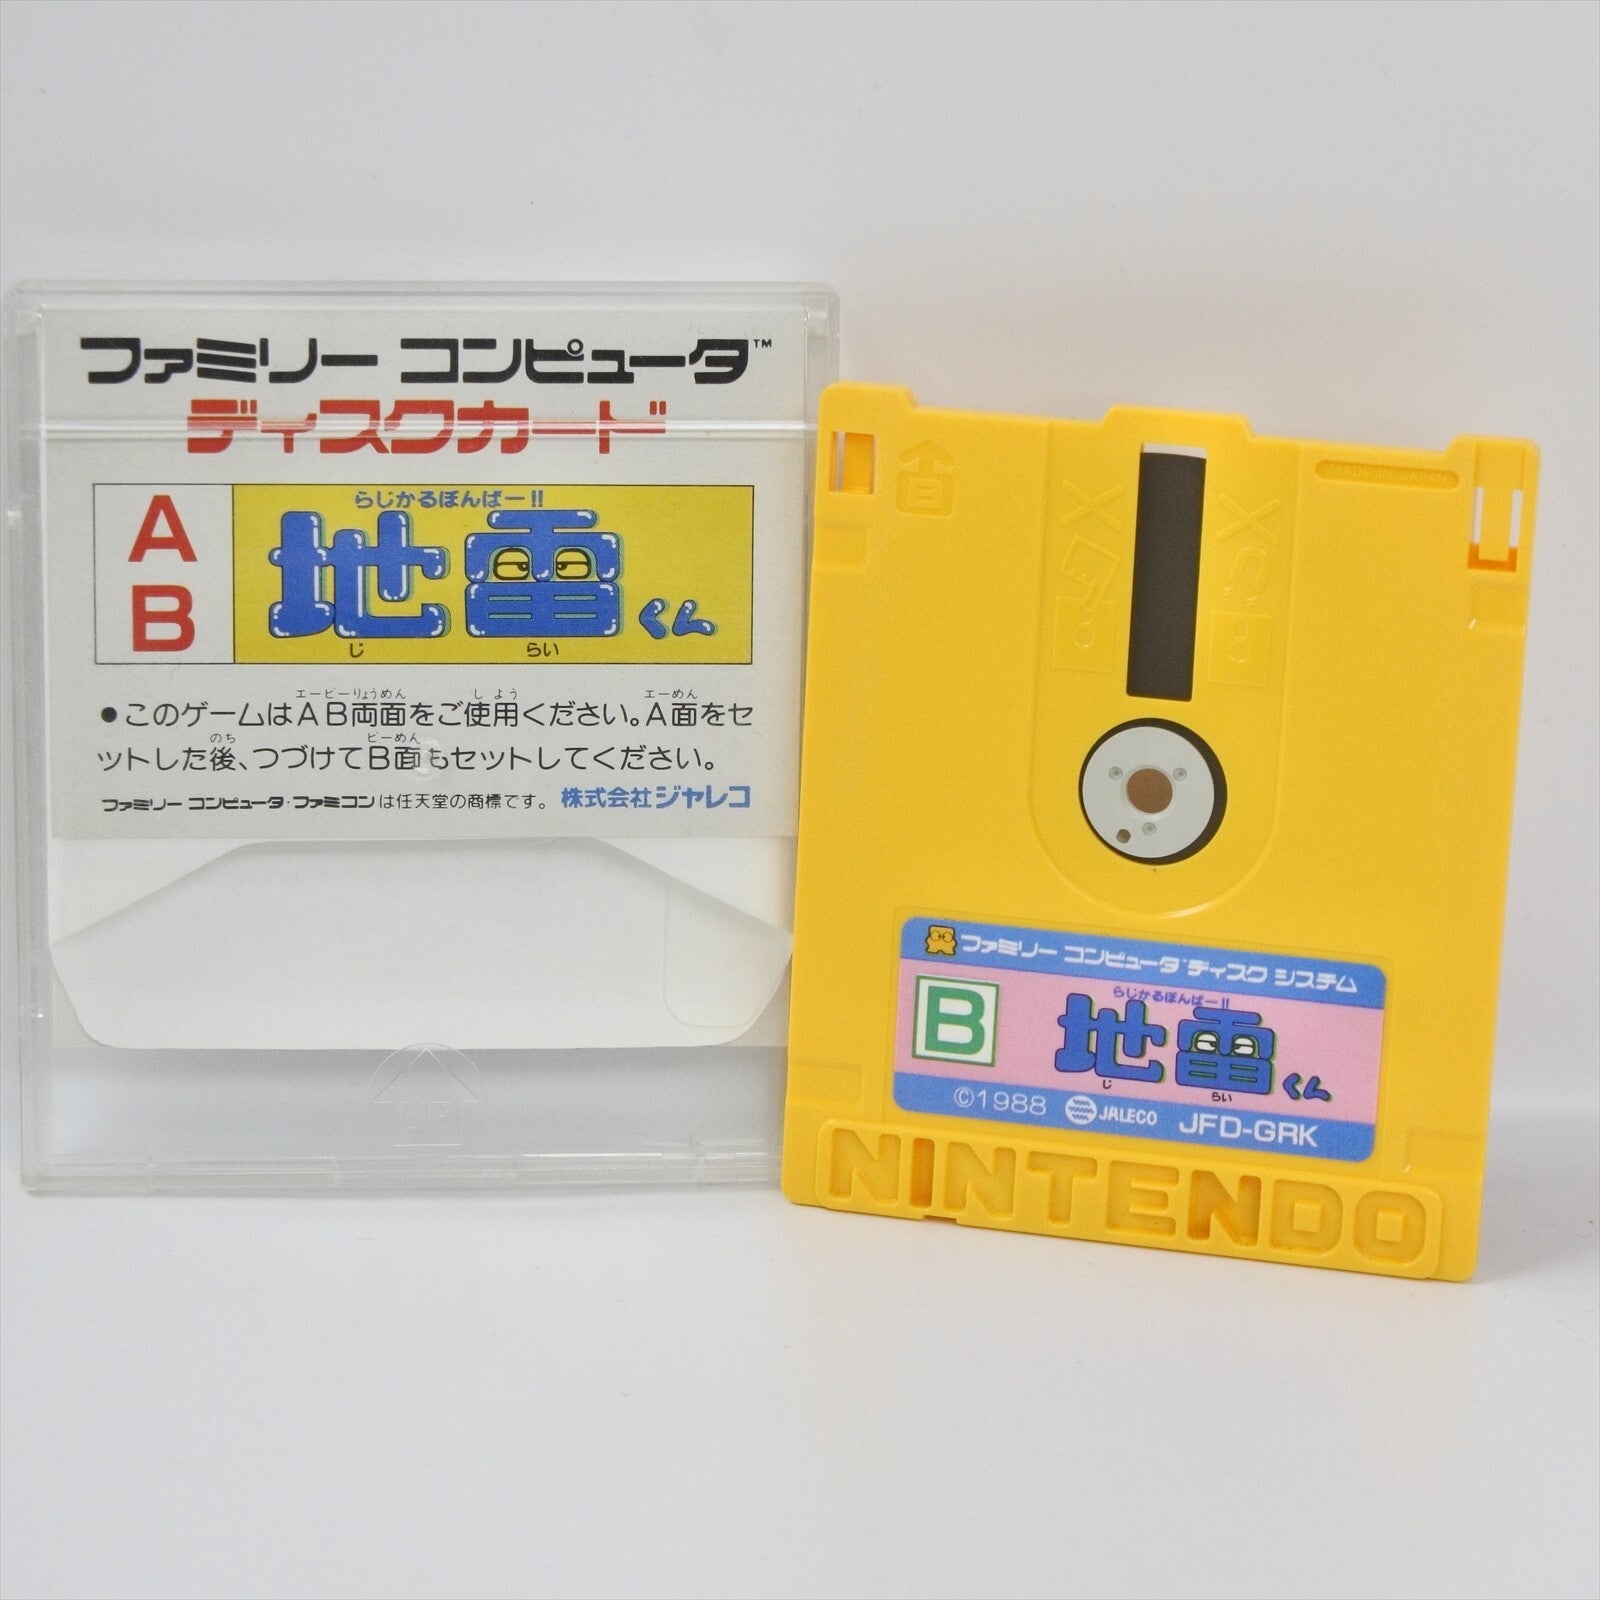 ファミリー コンピュータ™
ディスクカード
A
B
らじかるぼんばー!!
地雷くん
じ らい
エービーりょうめん しよう エーめん
●このゲームはAB両面をご使用ください。A面をセ
のち ビーめん
ットした後、つづけてB面もセットしてください。
ファミリー コンピュータ・ファミコンは任天堂の商標です。 株式会社ジャレコ
MADE IN JAPAN
ファミリー コンピュータ™ ディスク システム
B
らじかるぼんばー!!
地雷くん
じ らい
©1988 JALECO JFD-GRK
NINTENDO